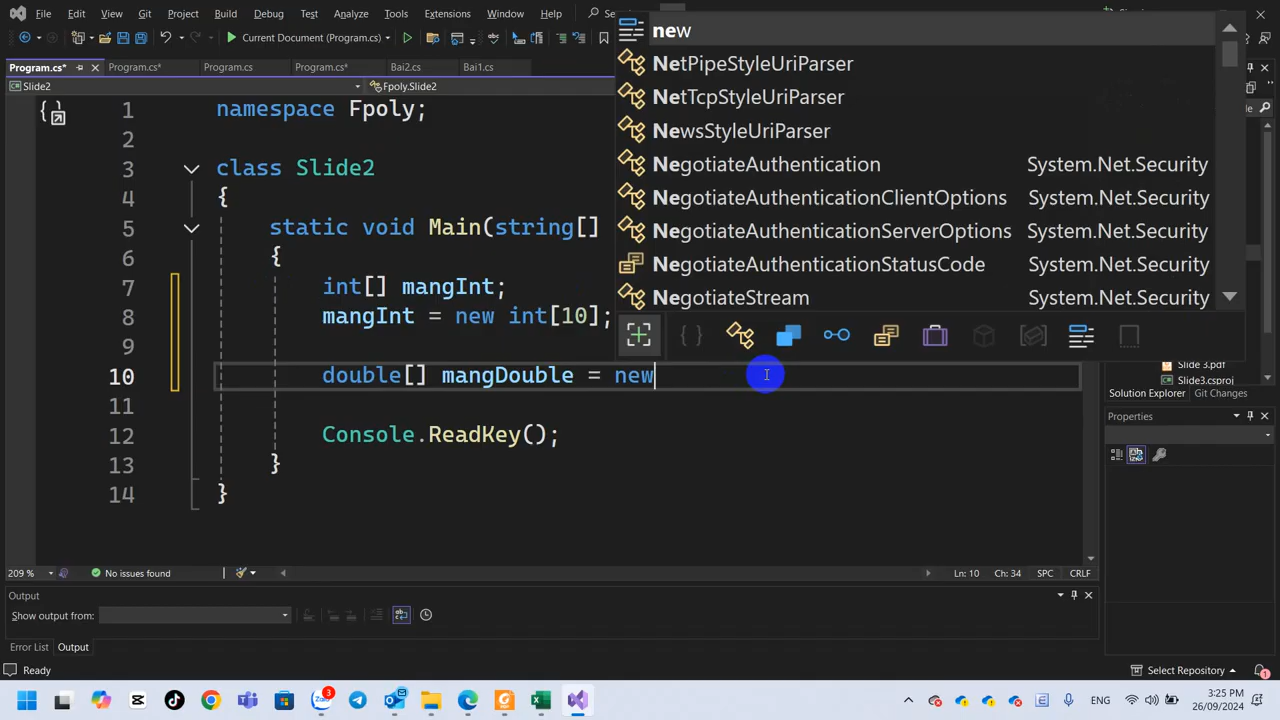 File Edit View Git Project Build Debug Test Analyze Tools Extensions Window Help
Current Document (Program.cs)
Program.cs* Program.cs* Program.cs Program.cs* Bai2.cs Bai1.cs
Slide2 Fpoly.Slide2
1 namespace Fpoly;
2
3 class Slide2
4 {
5 static void Main(string[]
6 {
7 int[] mangInt;
8 mangInt = new int[10];
9
10 double[] mangDouble = new
11
12 Console.ReadKey();
13 }
14 }
new
NetPipeStyleUriParser
NetTcpStyleUriParser
NewsStyleUriParser
NegotiateAuthentication System.Net.Security
NegotiateAuthenticationClientOptions System.Net.Security
NegotiateAuthenticationServerOptions System.Net.Security
NegotiateAuthenticationStatusCode System.Net.Security
NegotiateStream System.Net.Security
Slide 3.pdf
Slide3.csproj
Solution Explorer Git Changes
Properties
209 % No issues found Ln: 10 Ch: 34 SPC CRLF
Output
Show output from:
Error List Output
Ready Select Repository 1
3 ENG 3:25 PM
26/09/2024